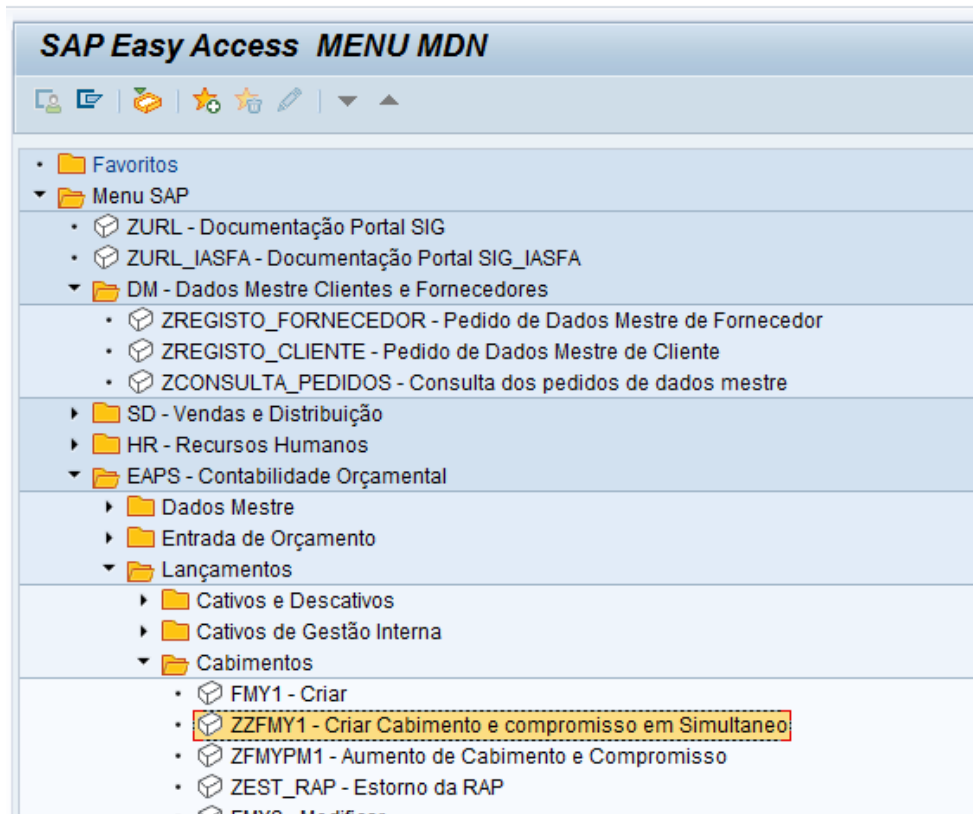 SAP Easy Access MENU MDN
Favoritos
Menu SAP
ZURL - Documentação Portal SIG
ZURL_IASFA - Documentação Portal SIG_IASFA
DM - Dados Mestre Clientes e Fornecedores
ZREGISTO_FORNECEDOR - Pedido de Dados Mestre de Fornecedor
ZREGISTO_CLIENTE - Pedido de Dados Mestre de Cliente
ZCONSULTA_PEDIDOS - Consulta dos pedidos de dados mestre
SD - Vendas e Distribuição
HR - Recursos Humanos
EAPS - Contabilidade Orçamental
Dados Mestre
Entrada de Orçamento
Lançamentos
Cativos e Descativos
Cativos de Gestão Interna
Cabimentos
FMY1 - Criar
ZZFMY1 - Criar Cabimento e compromisso em Simultaneo
ZFMYPM1 - Aumento de Cabimento e Compromisso
ZEST_RAP - Estorno da RAP